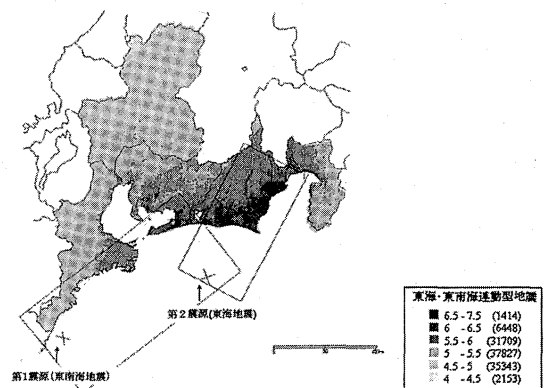 第2震源(東海地震)
第1震源(東南海地震)
東海・東南海連動型地震
6.5 - 7.5 (1414)
6 - 6.5 (6448)
5.5 - 6 (31709)
5 - 5.5 (37827)
4.5 - 5 (35343)
4 - 4.5 (2153)